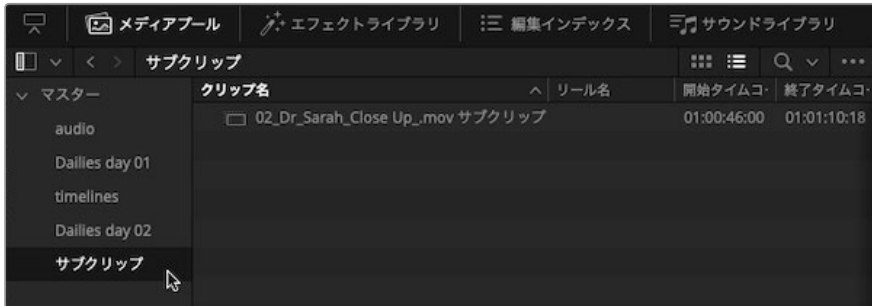 メディアプール エフェクトライブラリ 編集インデックス サウンドライブラリ
サブクリップ
マスター
audio
Dailies day 01
timelines
Dailies day 02
サブクリップ
クリップ名 リール名 開始タイムコ· 終了タイムコ·
02_Dr_Sarah_Close Up_.mov サブクリップ 01:00:46:00 01:01:10:18